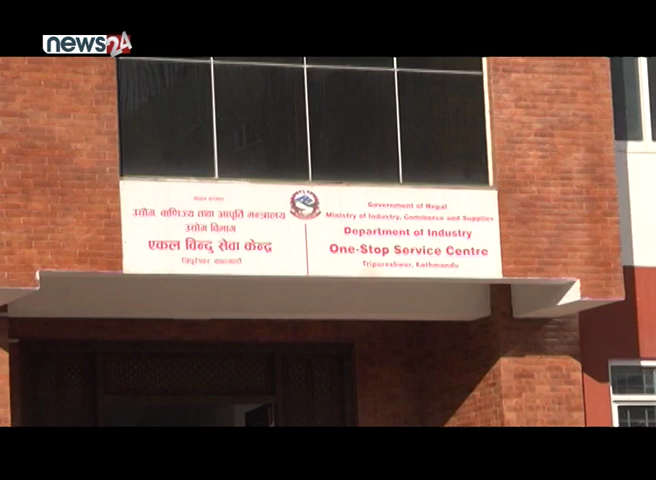 news24
नेपाल सरकार
उद्योग, वाणिज्य तथा आपूर्ति मन्त्रालय
उद्योग विभाग
एकल विन्दु सेवा केन्द्र
त्रिपुरेश्वर, काठमाडौं
Government of Nepal
Ministry of Industry, Commerce and Supplies
Department of Industry
One-Stop Service Centre
Tripureshwar, Kathmandu